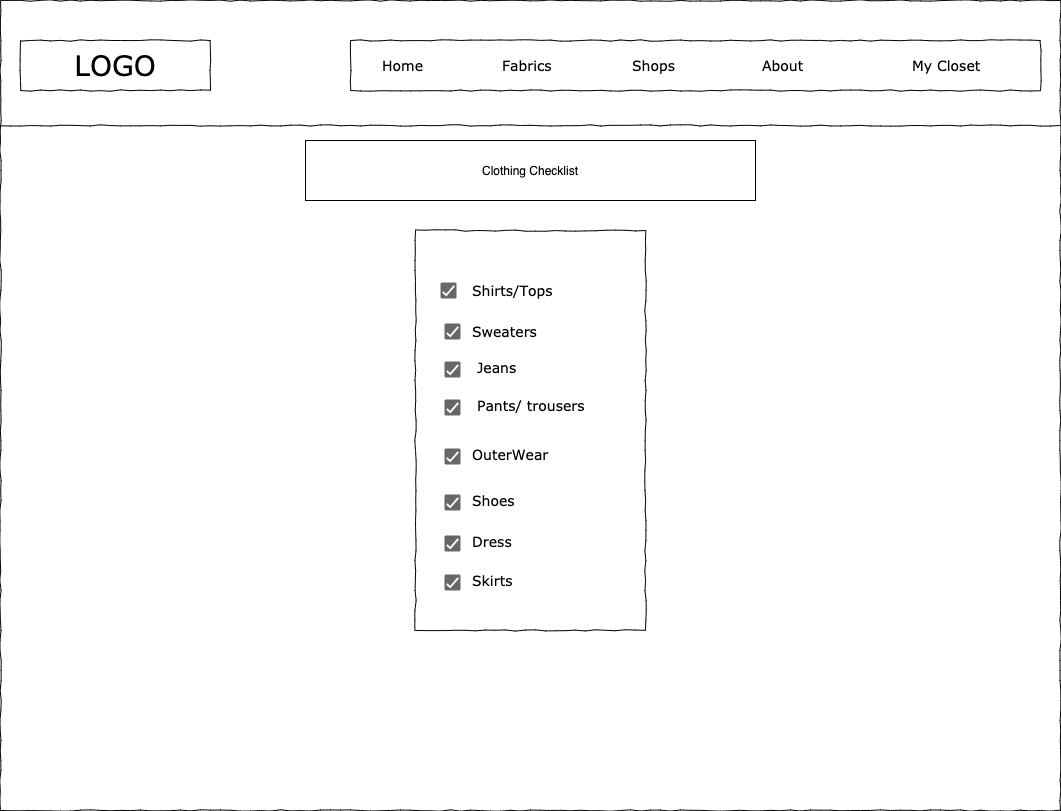 LOGO
Home Fabrics Shops About My Closet
Clothing Checklist
Shirts/Tops
Sweaters
Jeans
Pants/ trousers
OuterWear
Shoes
Dress
Skirts